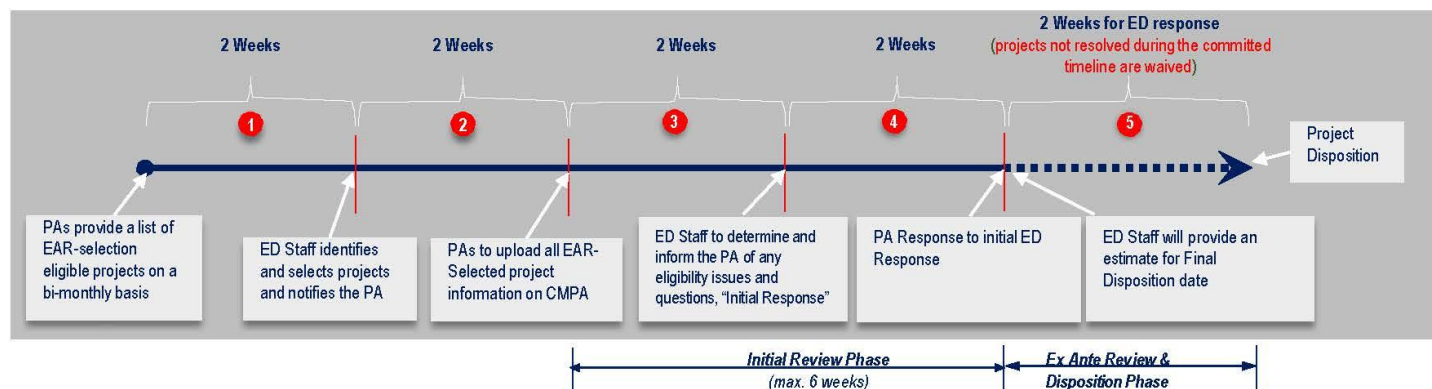 2 Weeks
2 Weeks
2 Weeks
2 Weeks
2 Weeks for ED response
(projects not resolved during the committed
timeline are waived)
1
2
3
4
5
Project
Disposition
PAs provide a list of
EAR-selection
eligible projects on a
bi-monthly basis
ED Staff identifies
and selects projects
and notifies the PA
PAs to upload all EAR-
Selected project
information on CMPA
ED Staff to determine and
inform the PA of any
eligibility issues and
questions, “Initial Response”
PA Response to initial ED
Response
ED Staff will provide an
estimate for Final
Disposition date
Initial Review Phase
(max. 6 weeks)
Ex Ante Review &
Disposition Phase